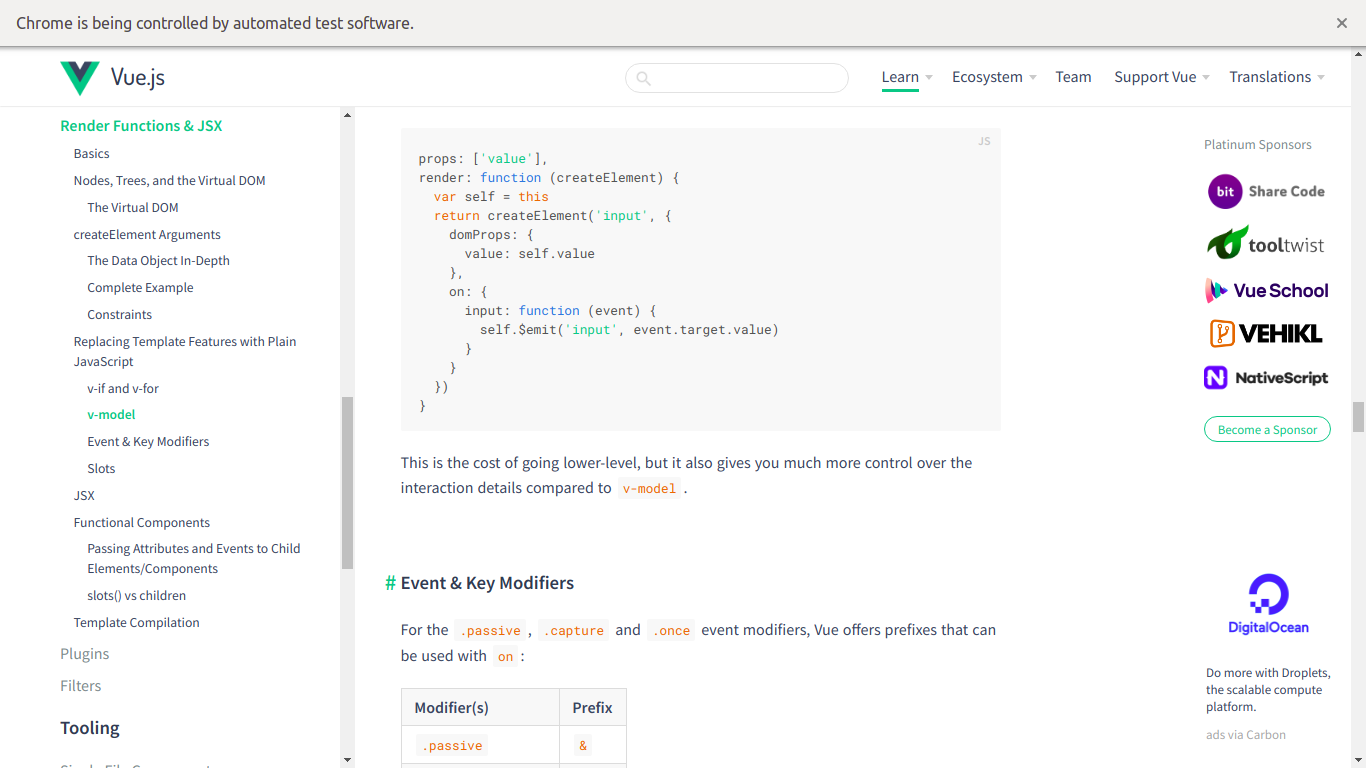 Chrome is being controlled by automated test software.
Vue.js
Learn
Ecosystem
Team
Support Vue
Translations
Render Functions & JSX
Basics
Nodes, Trees, and the Virtual DOM
The Virtual DOM
createElement Arguments
The Data Object In-Depth
Complete Example
Constraints
Replacing Template Features with Plain
JavaScript
v-if and v-for
v-model
Event & Key Modifiers
Slots
JSX
Functional Components
Passing Attributes and Events to Child
Elements/Components
slots() vs children
Template Compilation
Plugins
Filters
Tooling
JS
props: ['value'],
render: function (createElement) {
var self = this
return createElement('input', {
domProps: {
value: self.value
},
on: {
input: function (event) {
self.$emit('input', event.target.value)
}
}
})
}
This is the cost of going lower-level, but it also gives you much more control over the
interaction details compared to v-model .
# Event & Key Modifiers
For the .passive , .capture and .once event modifiers, Vue offers prefixes that can
be used with on :
Modifier(s) Prefix
.passive &
Platinum Sponsors
bit Share Code
tooltwist
Vue School
VEHIKL
NativeScript
Become a Sponsor
DigitalOcean
Do more with Droplets,
the scalable compute
platform.
ads via Carbon